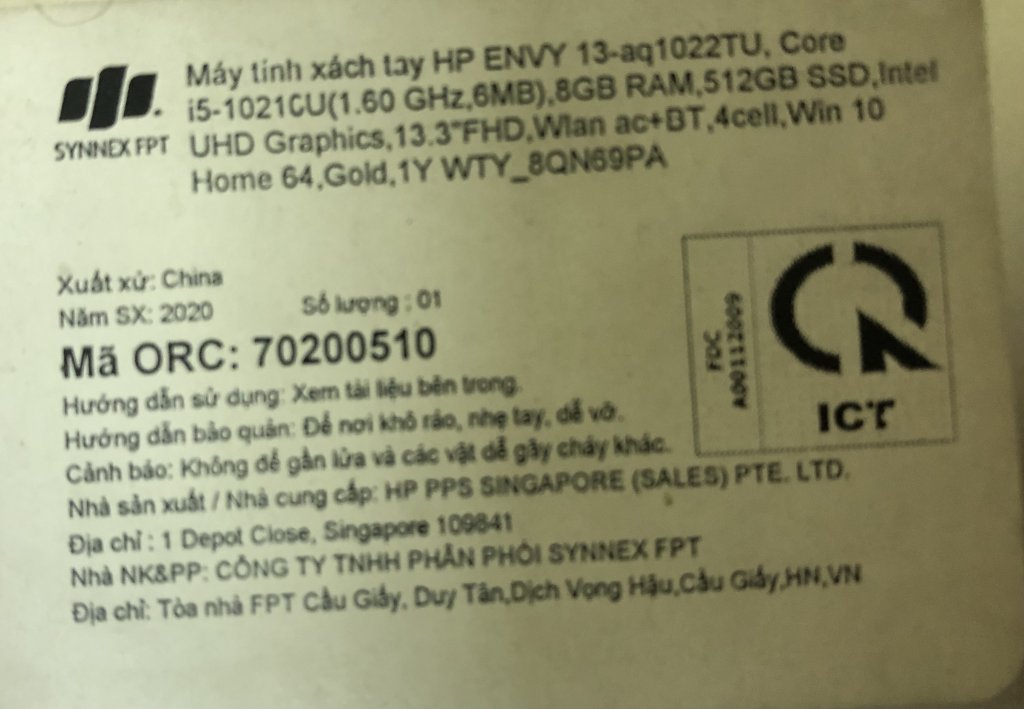 Máy tính xách tay HP ENVY 13-aq1022TU, Core
i5-10210U(1.60 GHz,6MB),8GB RAM,512GB SSD,Intel
UHD Graphics,13.3"FHD,Wlan ac+BT,4cell,Win 10
Home 64,Gold,1Y WTY_8QN69PA
SYNNEX FPT
Xuất xứ: China
Năm SX: 2020 Số lượng : 01
Mã ORC: 70200510
Hướng dẫn sử dụng: Xem tài liệu bên trong.
Hướng dẫn bảo quản: Để nơi khô ráo, nhẹ tay, dễ vỡ.
Cảnh báo: Không để gần lửa và các vật dễ gây cháy khác.
Nhà sản xuất / Nhà cung cấp: HP PPS SINGAPORE (SALES) PTE. LTD.
Địa chỉ : 1 Depot Close, Singapore 109841
Nhà NK&PP: CÔNG TY TNHH PHÂN PHỐI SYNNEX FPT
Địa chỉ: Tòa nhà FPT Cầu Giấy, Duy Tân,Dịch Vọng Hậu,Cầu Giấy,HN,VN
FDC
A00112009
ICT